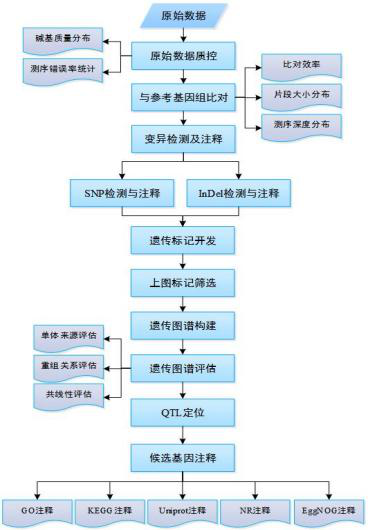 原始数据
碱基质量分布
原始数据质控
测序错误率统计
比对效率
与参考基因组比对
片段大小分布
测序深度分布
变异检测及注释
SNP检测与注释
InDel检测与注释
遗传标记开发
上图标记筛选
遗传图谱构建
单体来源评估
重组关系评估
遗传图谱评估
共线性评估
QTL定位
候选基因注释
GO注释
KEGG注释
Uniprot注释
NR注释
EggNOG注释